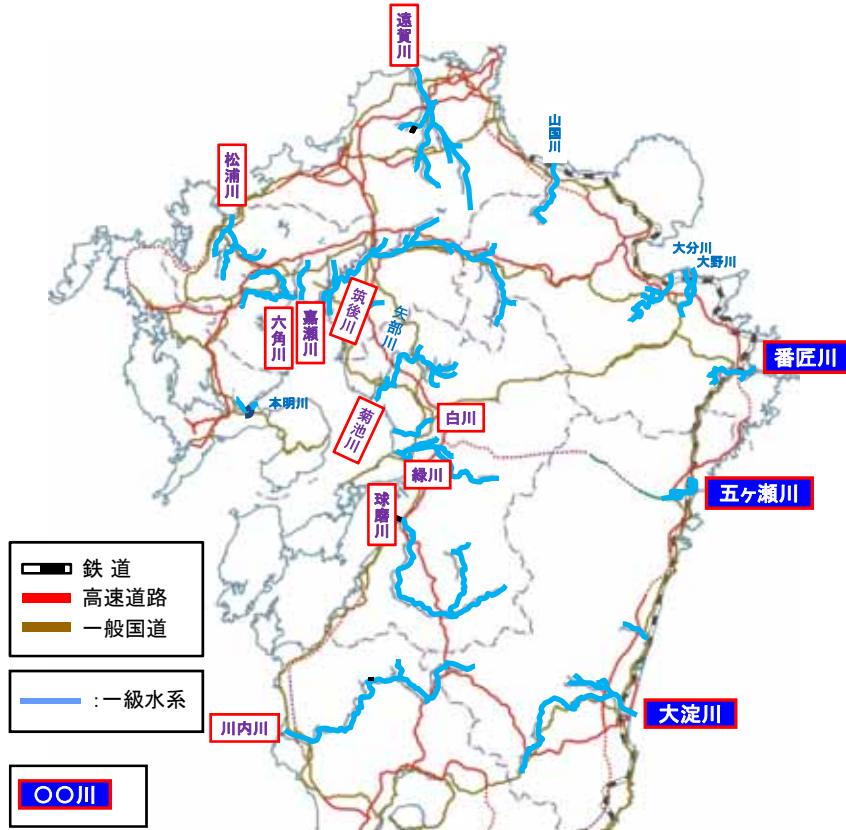 遠賀川
山国川
松浦川
大分川
大野川
筑後川
嘉瀬川
六角川
矢部川
番匠川
本明川
菊池川
白川
緑川
五ヶ瀬川
球磨川
鉄 道
高速道路
一般国道
:一級水系
川内川
大淀川
〇〇川